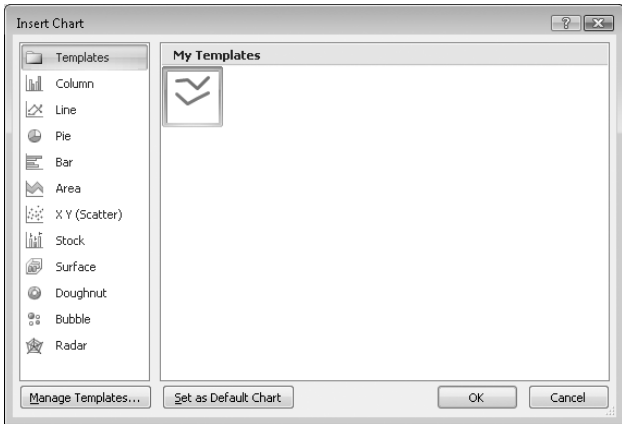 Insert Chart
Templates
Column
Line
Pie
Bar
Area
X Y (Scatter)
Stock
Surface
Doughnut
Bubble
Radar
My Templates
Manage Templates...
Set as Default Chart
OK
Cancel